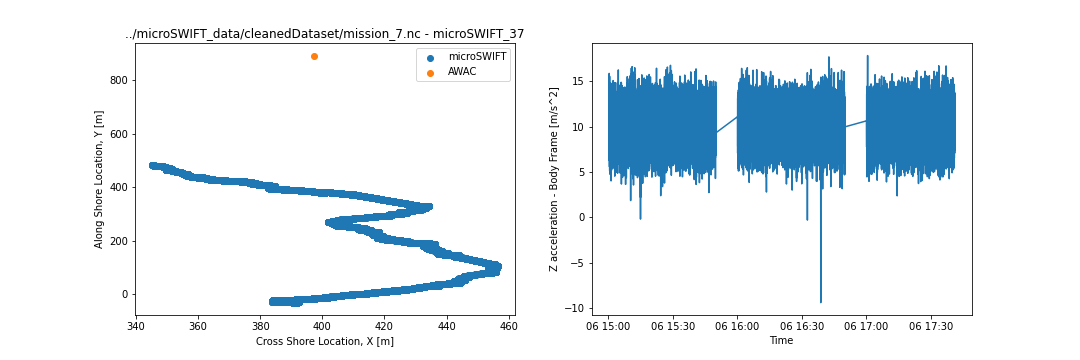 ../microSWIFT_data/cleanedDataset/mission_7.nc - microSWIFT_37
microSWIFT
AWAC
800
600
400
200
0
Along Shore Location, Y [m]
340 360 380 400 420 440 460
Cross Shore Location, X [m]
15
10
5
0
−5
−10
Z acceleration - Body Frame [m/s^2]
06 15:00 06 15:30 06 16:00 06 16:30 06 17:00 06 17:30
Time